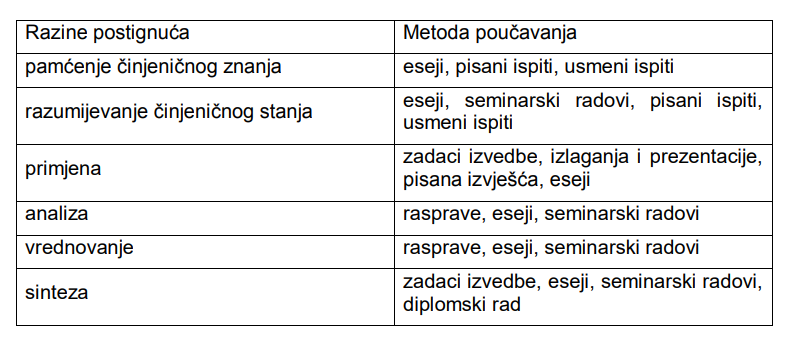 Razine postignuća
Metoda poučavanja
pamćenje činjeničnog znanja
eseji, pisani ispiti, usmeni ispiti
razumijevanje činjeničnog stanja
eseji, seminarski radovi, pisani ispiti,
usmeni ispiti
primjena
zadaci izvedbe, izlaganja i prezentacije,
pisana izvješća, eseji
analiza
rasprave, eseji, seminarski radovi
vrednovanje
rasprave, eseji, seminarski radovi
sinteza
zadaci izvedbe, eseji, seminarski radovi,
diplomski rad